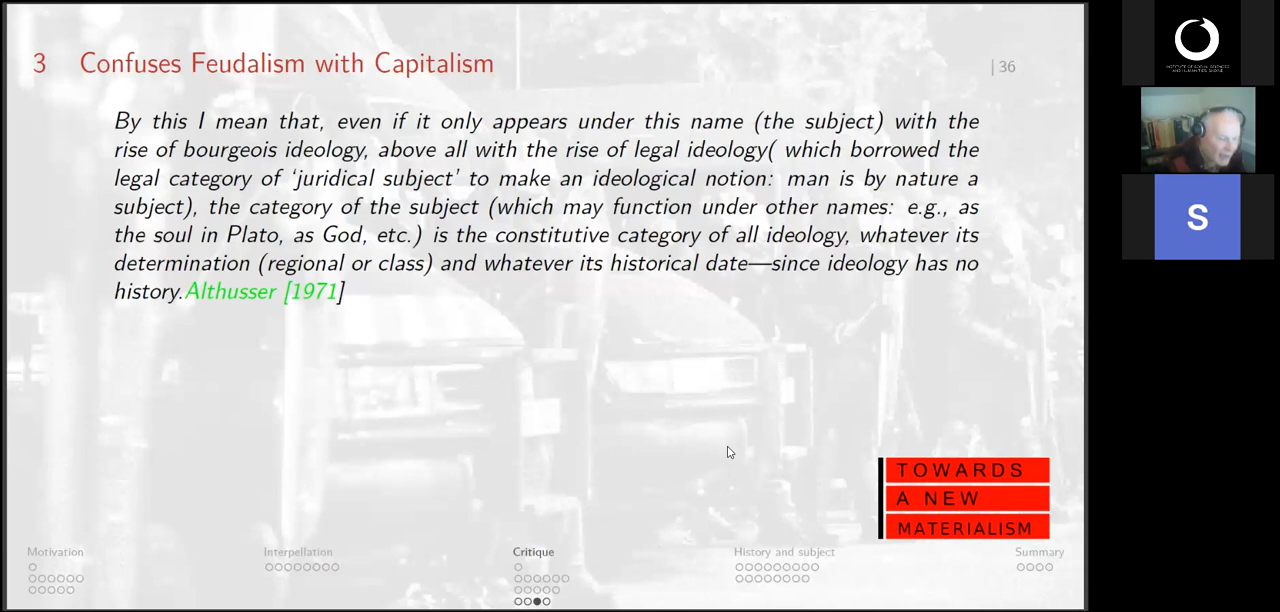 3 Confuses Feudalism with Capitalism
| 36
By this I mean that, even if it only appears under this name (the subject) with the
rise of bourgeois ideology, above all with the rise of legal ideology( which borrowed the
legal category of ‘juridical subject’ to make an ideological notion: man is by nature a
subject), the category of the subject (which may function under other names: e.g., as
the soul in Plato, as God, etc.) is the constitutive category of all ideology, whatever its
determination (regional or class) and whatever its historical date—since ideology has no
history.Althusser [1971]
TOWARDS
A NEW
MATERIALISM
Motivation
Interpellation
Critique
History and subject
Summary
S